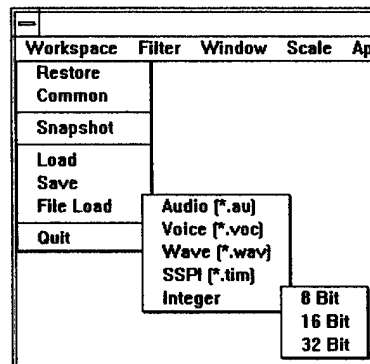 Workspace Filter Window Scale Ap
Restore
Common
Snapshot
Load
Save
File Load
Quit
Audio (*.au)
Voice (*.voc)
Wave (*.wav)
SSPI (*.tim)
Integer
8 Bit
16 Bit
32 Bit